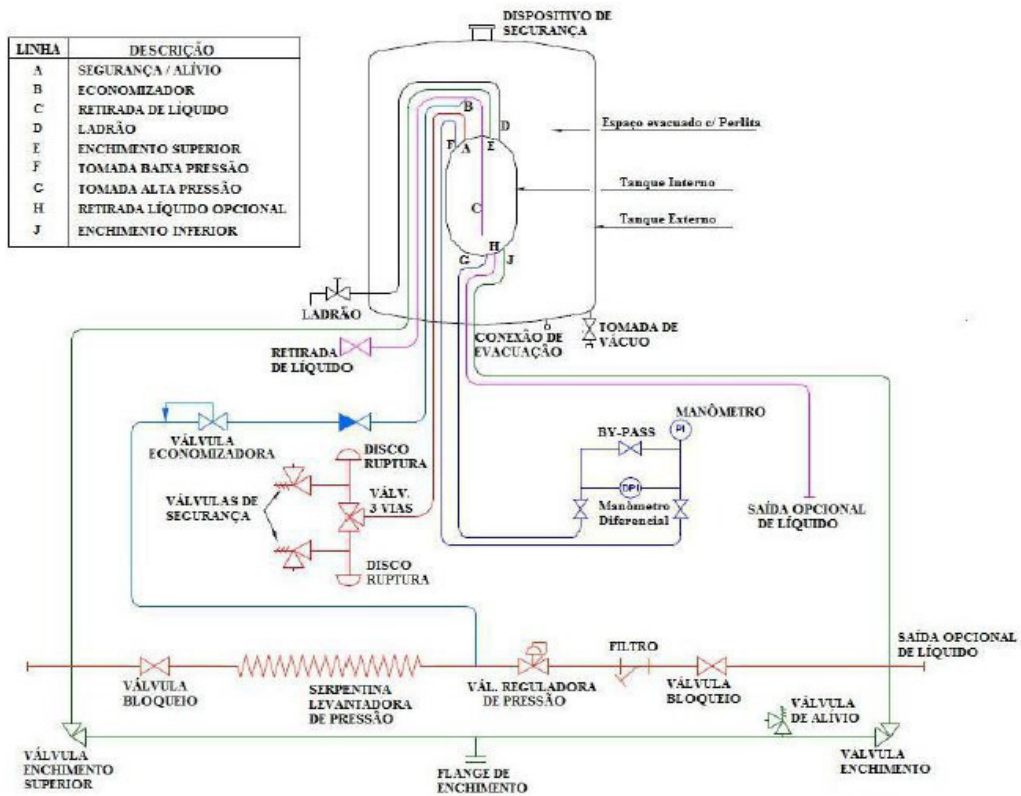 DISPOSITIVO DE
SEGURANÇA
LINHA DESCRIÇÃO
A SEGURANÇA / ALÍVIO
B ECONOMIZADOR
C RETIRADA DE LÍQUIDO
D LADRÃO
E ENCHIMENTO SUPERIOR
F TOMADA BAIXA PRESSÃO
G TOMADA ALTA PRESSÃO
H RETIRADA LÍQUIDO OPCIONAL
J ENCHIMENTO INFERIOR
B
D
F A E
Espaço evacuado c/ Perlita
Tanque Interno
C
Tanque Externo
H
G J
LADRÃO
CONEXÃO DE
EVACUAÇÃO
TOMADA DE
VÁCUO
RETIRADA
DE LÍQUIDO
VÁLVULA
ECONOMIZADORA
DISCO
RUPTURA
VÁLVULAS DE
SEGURANÇA
VÁLV.
3 VIAS
DISCO
RUPTURA
MANÔMETRO
BY-PASS
PI
DPI
Manômetro
Diferencial
SAÍDA OPCIONAL
DE LÍQUIDO
SAÍDA OPCIONAL
DE LÍQUIDO
VÁLVULA
BLOQUEIO
SERPENTINA
LEVANTADORA
DE PRESSÃO
VÁL. REGULADORA
DE PRESSÃO
FILTRO
VÁLVULA
BLOQUEIO
VÁLVULA
DE ALÍVIO
VÁLVULA
ENCHIMENTO
SUPERIOR
FLANGE DE
ENCHIMENTO
VÁLVULA
ENCHIMENTO